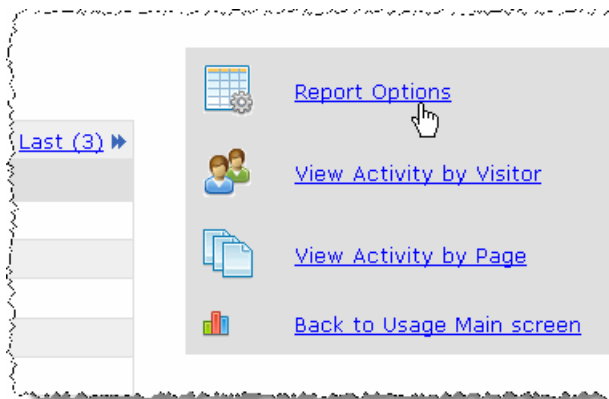 Report Options
Last (3)
View Activity by Visitor
View Activity by Page
Back to Usage Main screen